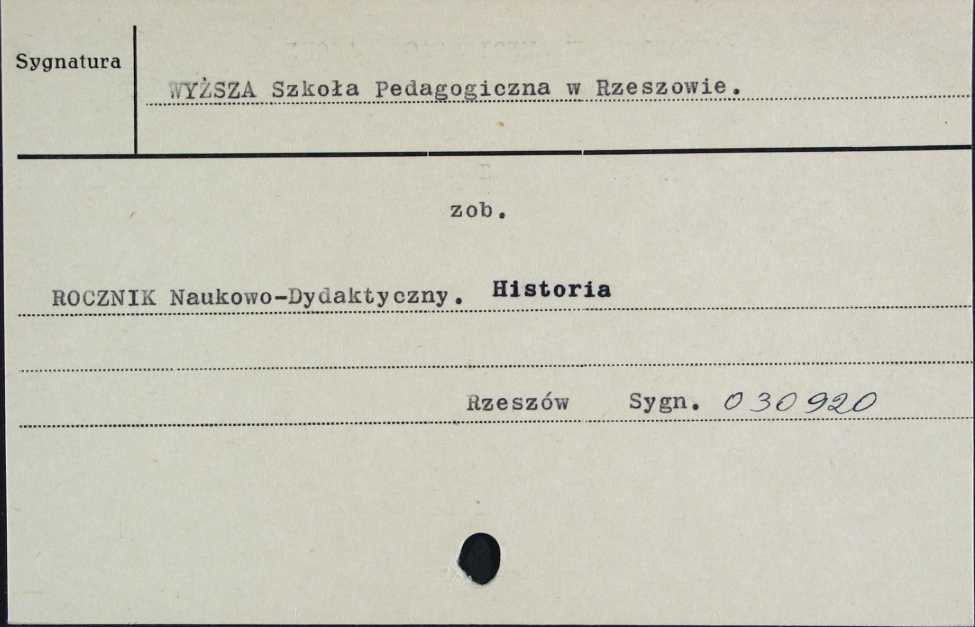 Sygnatura
WYŻSZA Szkoła Pedagogiczna w Rzeszowie.
zob.
ROCZNIK Naukowo-Dydaktyczny. Historia
Rzeszów Sygn. 030920